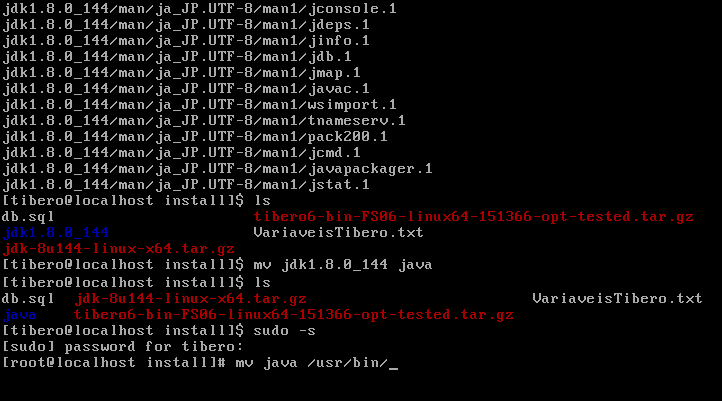 jdk1.8.0_144/man/ja_JP.UTF-8/man1/jconsole.1
jdk1.8.0_144/man/ja_JP.UTF-8/man1/jdeps.1
jdk1.8.0_144/man/ja_JP.UTF-8/man1/jinfo.1
jdk1.8.0_144/man/ja_JP.UTF-8/man1/jdb.1
jdk1.8.0_144/man/ja_JP.UTF-8/man1/jmap.1
jdk1.8.0_144/man/ja_JP.UTF-8/man1/javac.1
jdk1.8.0_144/man/ja_JP.UTF-8/man1/wsimport.1
jdk1.8.0_144/man/ja_JP.UTF-8/man1/tnameserv.1
jdk1.8.0_144/man/ja_JP.UTF-8/man1/pack200.1
jdk1.8.0_144/man/ja_JP.UTF-8/man1/jcmd.1
jdk1.8.0_144/man/ja_JP.UTF-8/man1/javapackager.1
jdk1.8.0_144/man/ja_JP.UTF-8/man1/jstat.1
[tibero@localhost install]$ ls
db.sql tibero6-bin-FS06-linux64-151366-opt-tested.tar.gz
jdk1.8.0_144 VariaveisTibero.txt
jdk-8u144-linux-x64.tar.gz
[tibero@localhost install]$ mv jdk1.8.0_144 java
[tibero@localhost install]$ ls
db.sql jdk-8u144-linux-x64.tar.gz VariaveisTibero.txt
java tibero6-bin-FS06-linux64-151366-opt-tested.tar.gz
[tibero@localhost install]$ sudo -s
[sudo] password for tibero:
[root@localhost install]# mv java /usr/bin/_